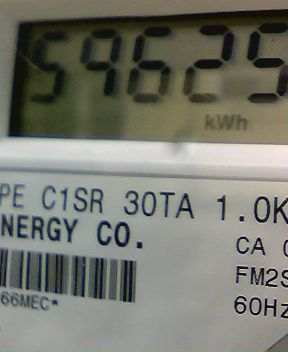 59625
kWh
PE C1SR 30TA 1.0K
NERGY CO.
CA
66MEC*
FM2S
60Hz